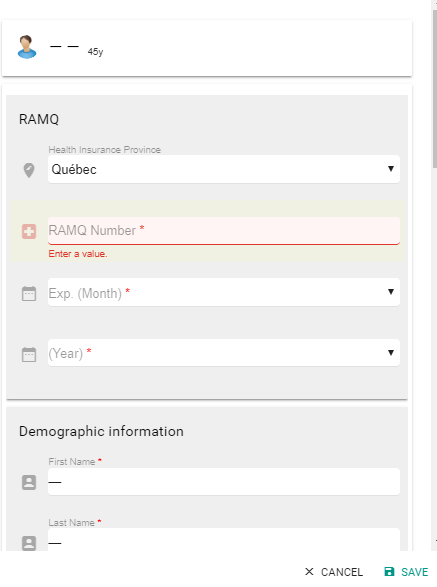 — — 45y
RAMQ
Health Insurance Province
Québec
RAMQ Number *
Enter a value.
Exp. (Month) *
(Year) *
Demographic information
First Name *
—
Last Name *
—
CANCEL SAVE